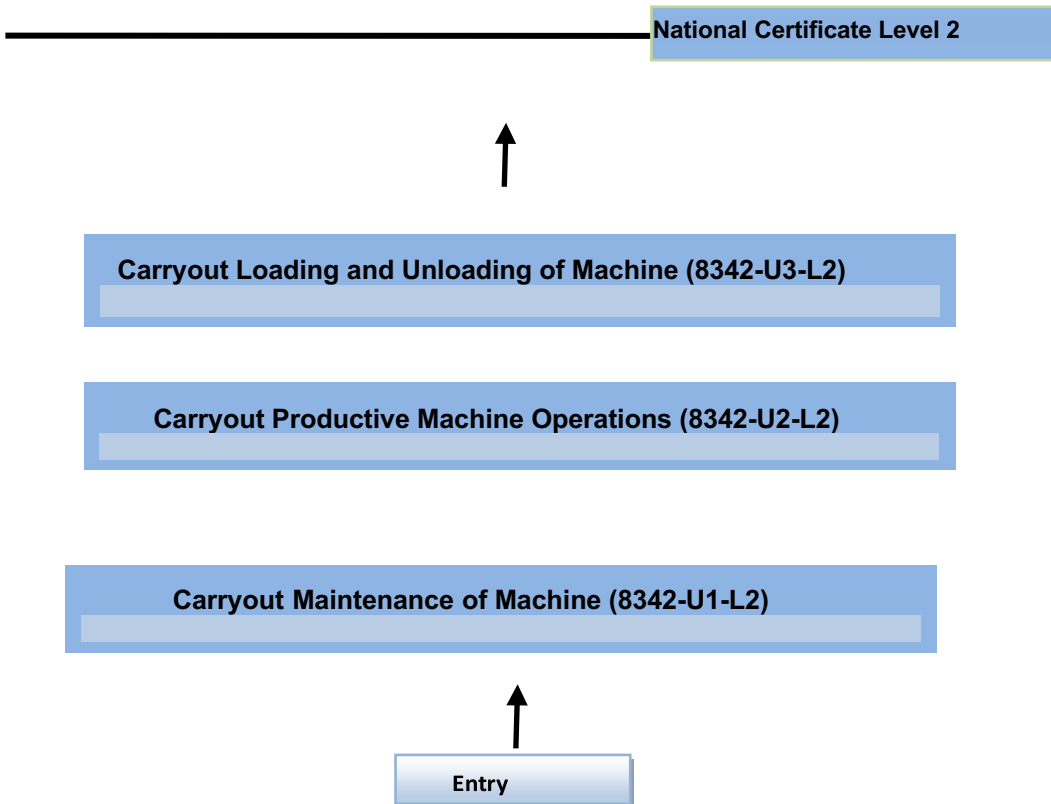 National Certificate Level 2
Carryout Loading and Unloading of Machine (8342-U3-L2)
Carryout Productive Machine Operations (8342-U2-L2)
Carryout Maintenance of Machine (8342-U1-L2)
Entry